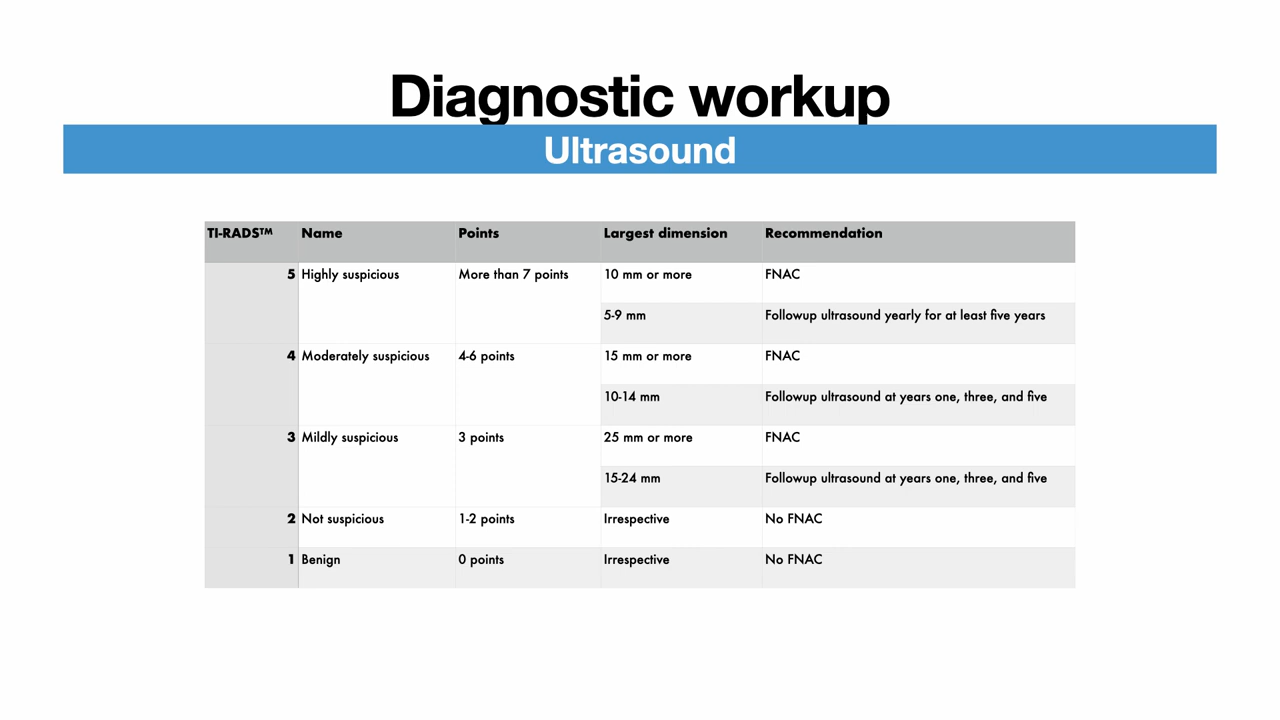 Diagnostic workup
Ultrasound
TI-RADS™ Name Points Largest dimension Recommendation
5 Highly suspicious More than 7 points 10 mm or more FNAC
5-9 mm Followup ultrasound yearly for at least five years
4 Moderately suspicious 4-6 points 15 mm or more FNAC
10-14 mm Followup ultrasound at years one, three, and five
3 Mildly suspicious 3 points 25 mm or more FNAC
15-24 mm Followup ultrasound at years one, three, and five
2 Not suspicious 1-2 points Irrespective No FNAC
1 Benign 0 points Irrespective No FNAC